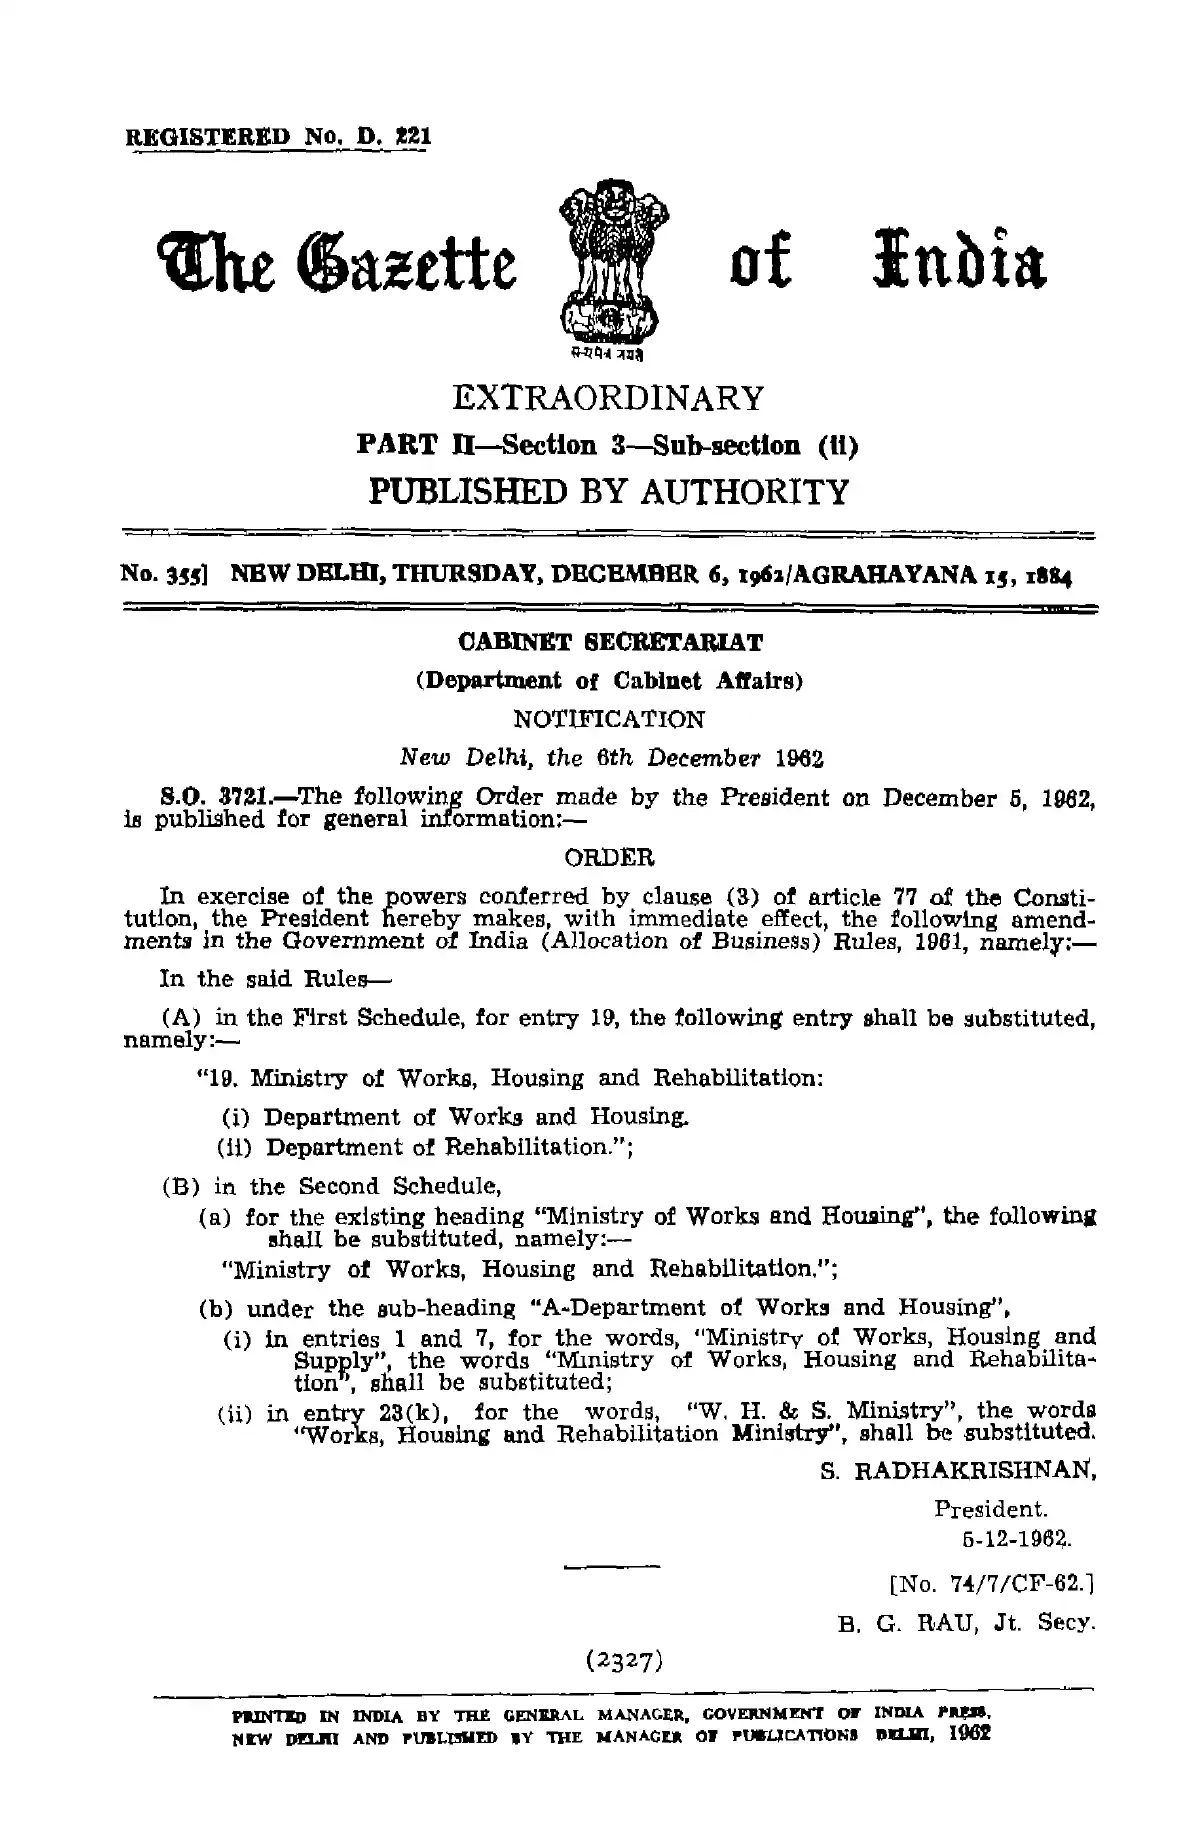 REGISTERED No. D. 221
The Gazette of India
सत्यमेव जयते
EXTRAORDINARY
PART II—Section 3—Sub-section (ii)
PUBLISHED BY AUTHORITY
No. 355] NEW DELHI, THURSDAY, DECEMBER 6, 1962/AGRAHAYANA 15, 1884
CABINET SECRETARIAT
(Department of Cabinet Affairs)
NOTIFICATION
New Delhi, the 6th December 1962
S.O. 3721.—The following Order made by the President on December 5, 1962,
is published for general information:—
ORDER
In exercise of the powers conferred by clause (3) of article 77 of the Consti-
tution, the President hereby makes, with immediate effect, the following amend-
ments in the Government of India (Allocation of Business) Rules, 1961, namely:—
In the said Rules—
(A) in the First Schedule, for entry 19, the following entry shall be substituted,
namely:—
"19. Ministry of Works, Housing and Rehabilitation:
(i) Department of Works and Housing.
(ii) Department of Rehabilitation.";
(B) in the Second Schedule,
(a) for the existing heading "Ministry of Works and Housing", the following
shall be substituted, namely:—
"Ministry of Works, Housing and Rehabilitation.";
(b) under the sub-heading "A-Department of Works and Housing",
(i) in entries 1 and 7, for the words, "Ministry of Works, Housing and
Supply", the words "Ministry of Works, Housing and Rehabilita-
tion", shall be substituted;
(ii) in entry 23(k), for the words, "W. H. & S. Ministry", the words
"Works, Housing and Rehabilitation Ministry", shall be substituted.
S. RADHAKRISHNAN,
President.
5-12-1962.
[No. 74/7/CF-62.]
B. G. RAU, Jt. Secy.
(2327)
PRINTED IN INDIA BY THE GENERAL MANAGER, GOVERNMENT OF INDIA PRESS,
NEW DELHI AND PUBLISHED BY THE MANAGER OF PUBLICATIONS DELHI, 1962